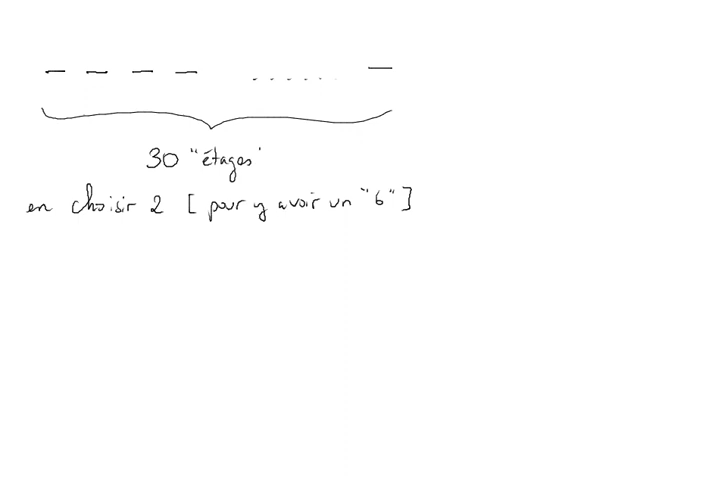 30 "étages"
en choisir 2 [ pour y avoir un "6" ]